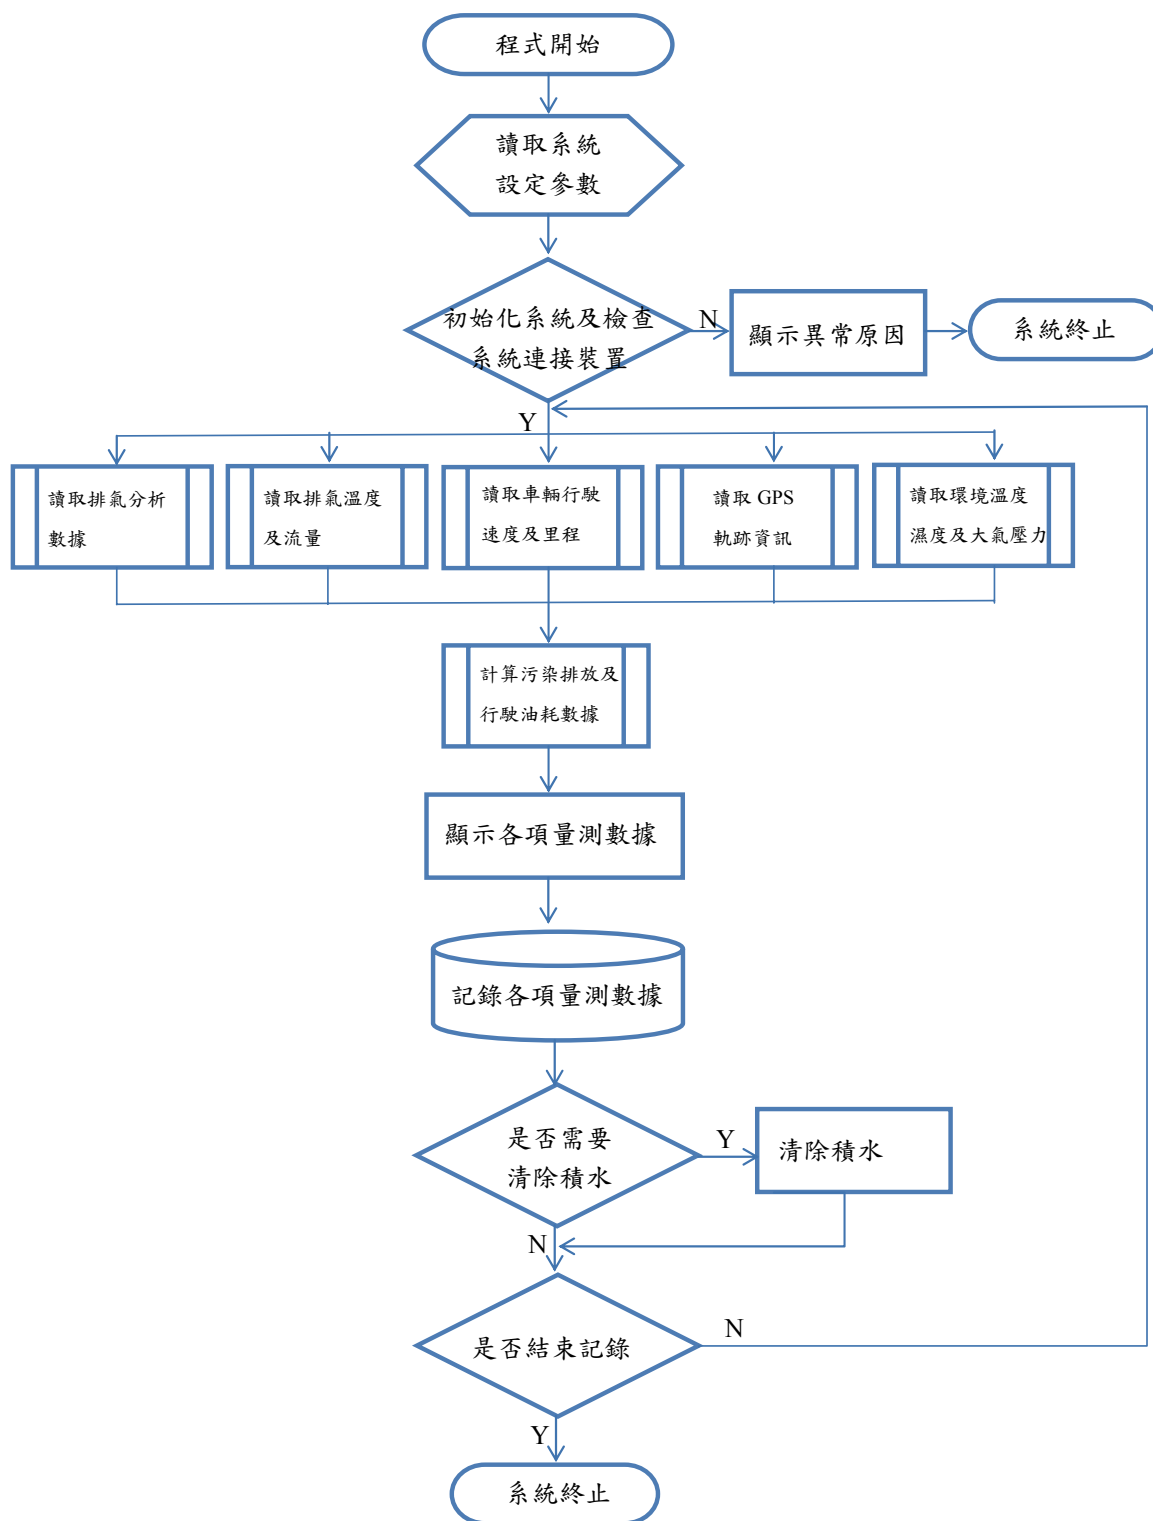 程式開始
讀取系統
設定參數
初始化系統及檢查
系統連接裝置
N
顯示異常原因
系統終止
Y
讀取排氣分析
數據
讀取排氣溫度
及流量
讀取車輛行駛
速度及里程
讀取 GPS
軌跡資訊
讀取環境溫度
濕度及大氣壓力
計算污染排放及
行駛油耗數據
顯示各項量測數據
記錄各項量測數據
是否需要
清除積水
Y
清除積水
N
是否結束記錄
N
Y
系統終止